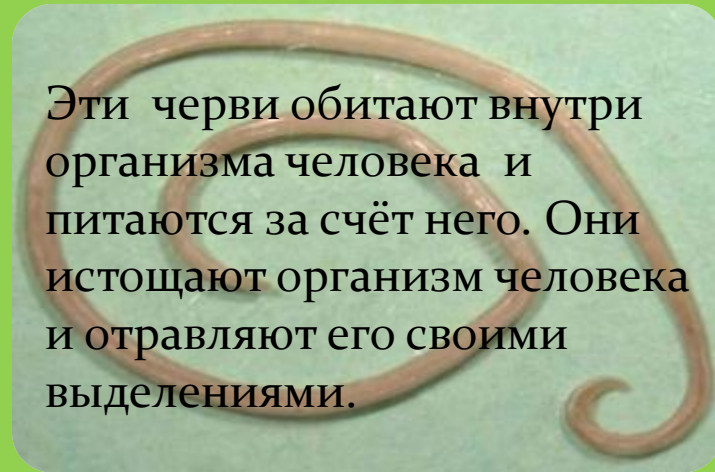 Эти черви обитают внутри
организма человека и
питаются за счёт него. Они
истощают организм человека
и отравляют его своими
выделениями.